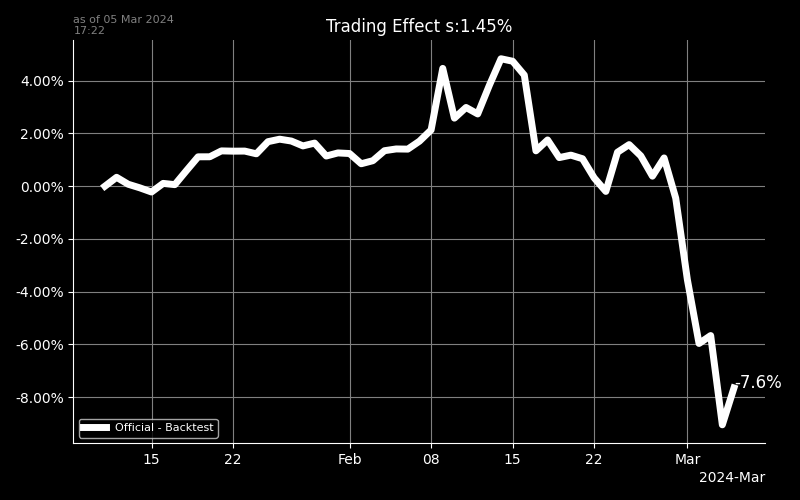 as of 05 Mar 2024
17:22
Trading Effect s:1.45%
4.00%
2.00%
0.00%
-2.00%
-4.00%
-6.00%
-8.00%
-7.6%
Official - Backtest
15 22 Feb 08 15 22 Mar
2024-Mar